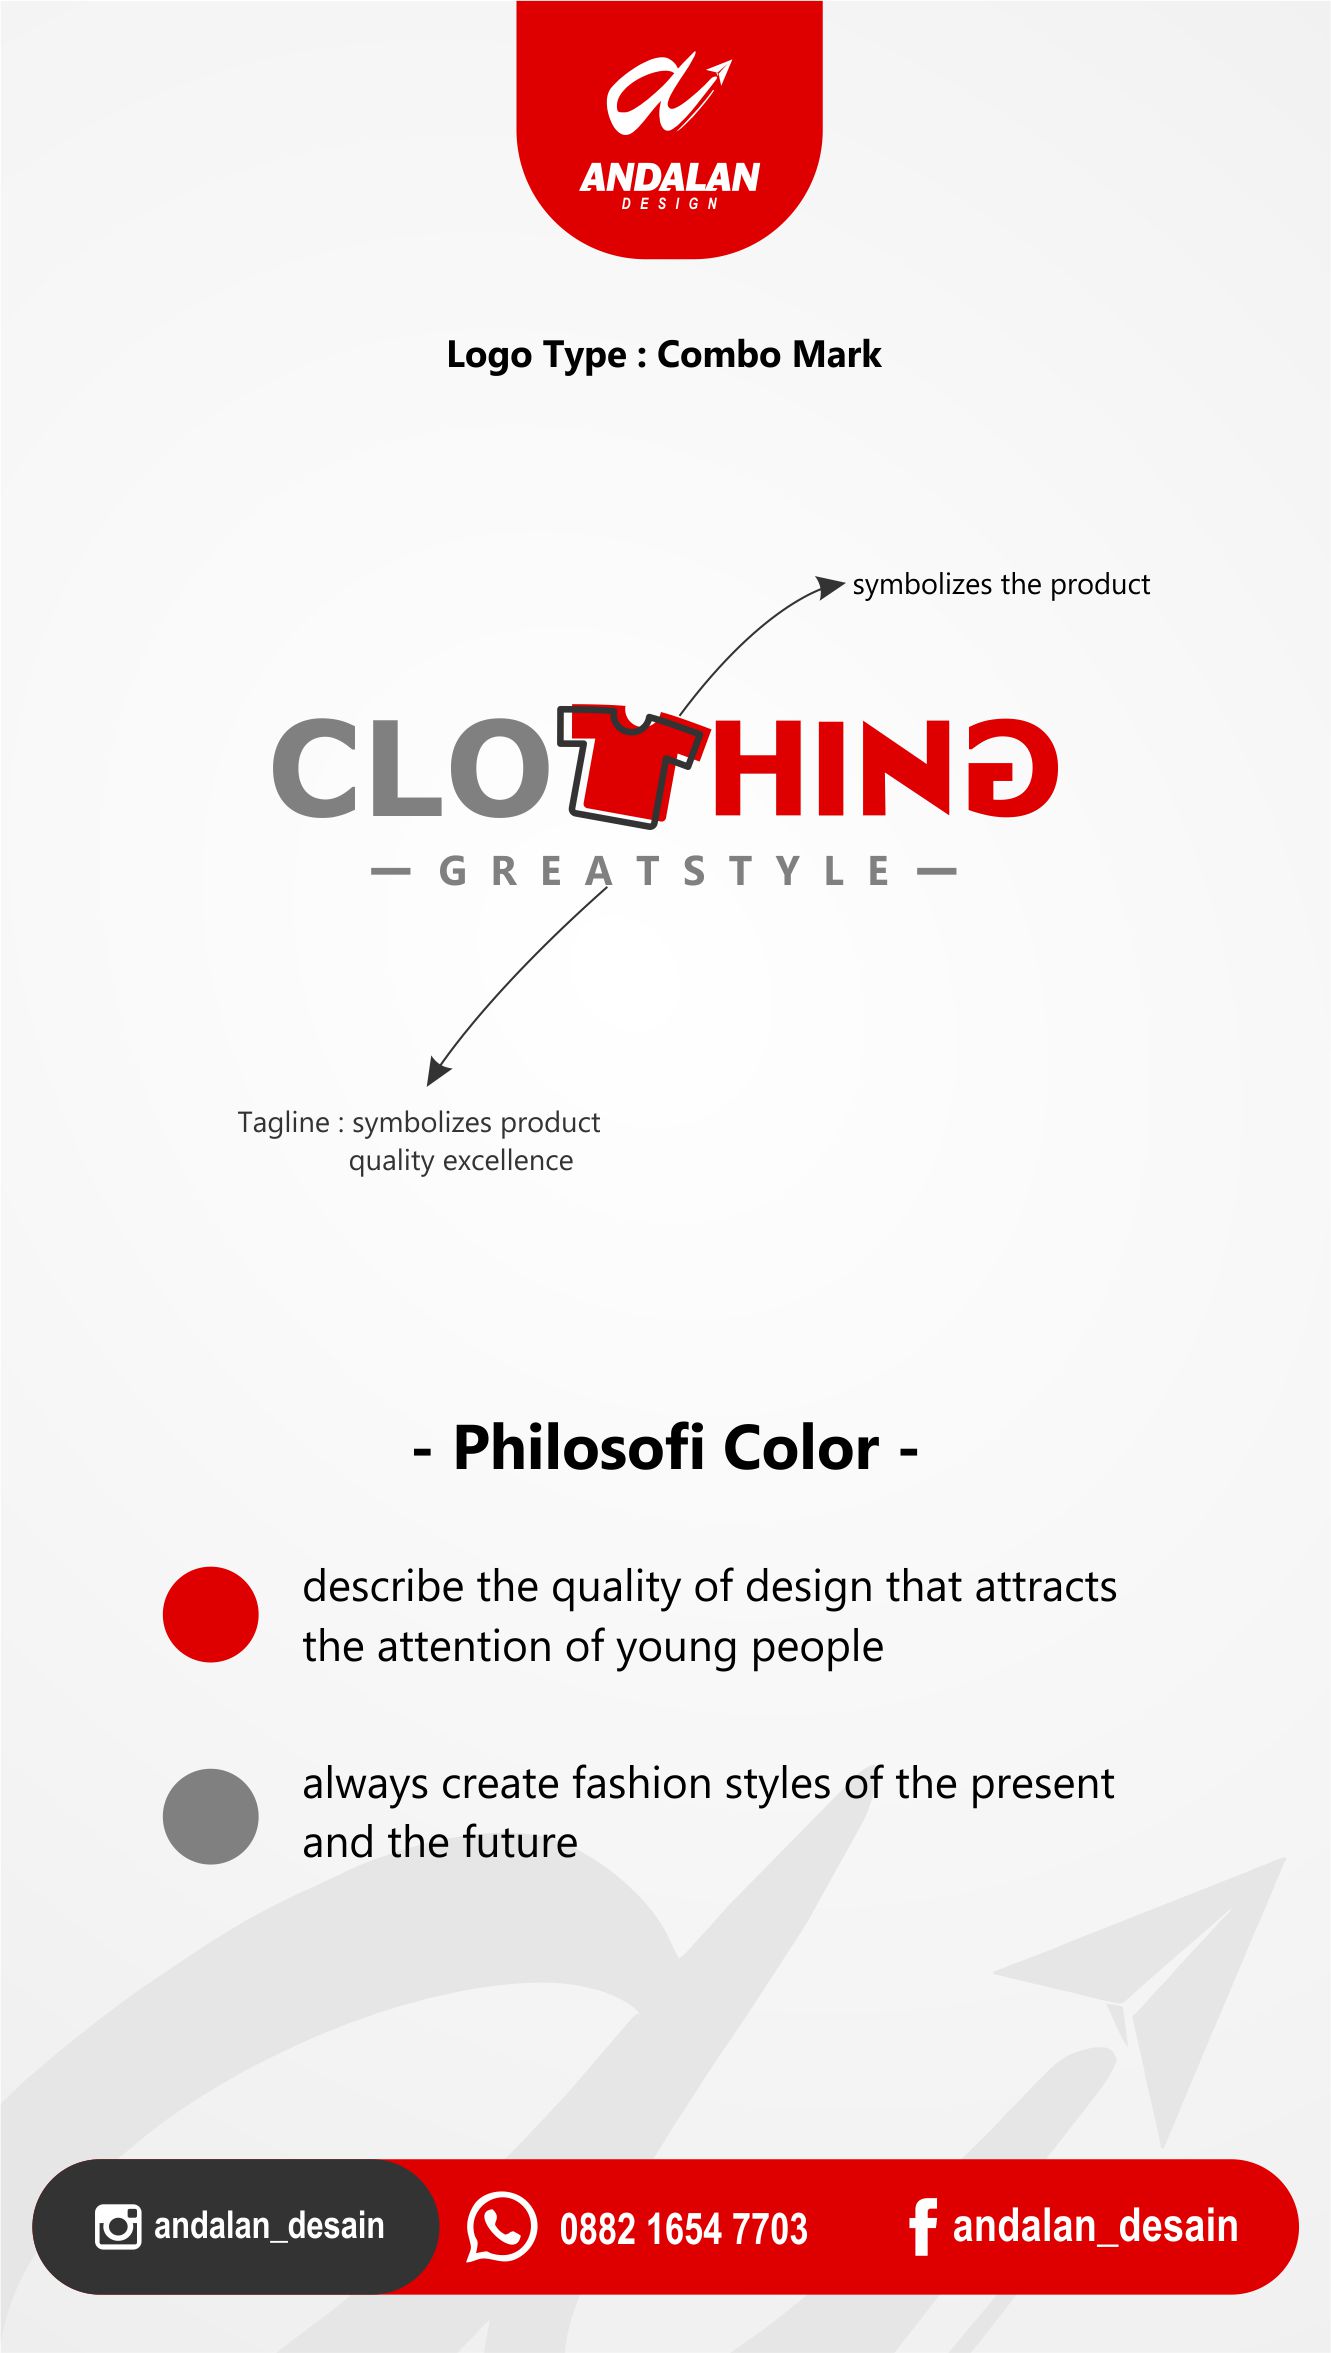 ANDALAN
DESIGN
Logo Type : Combo Mark
symbolizes the product
CLOTHING
— GREATSTYLE —
Tagline : symbolizes product
quality excellence
- Philosofi Color -
describe the quality of design that attracts
the attention of young people
always create fashion styles of the present
and the future
andalan_desain
0882 1654 7703
andalan_desain